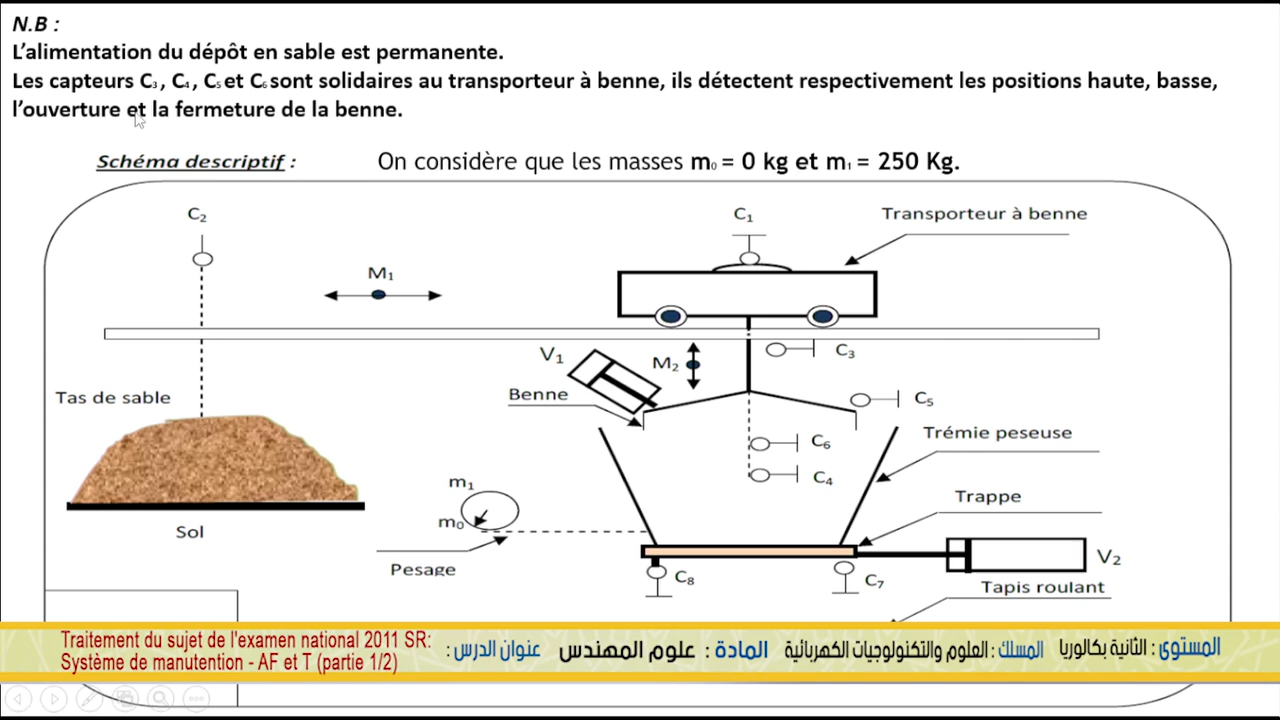 N.B :
L’alimentation du dépôt en sable est permanente.
Les capteurs C₃, C₄, C₅ et C₆ sont solidaires au transporteur à benne, ils détectent respectivement les positions haute, basse,
l’ouverture et la fermeture de la benne.
Schéma descriptif :
On considère que les masses m₀ = 0 kg et m₁ = 250 Kg.
C₂
C₁
Transporteur à benne
M₁
C₃
V₁
M₂
Tas de sable
Benne
C₅
C₆
Trémie peseuse
C₄
m₁
Trappe
m₀
Sol
V₂
Pesage
C₈
C₇
Tapis roulant
Traitement du sujet de l'examen national 2011 SR:
Système de manutention - AF et T (partie 1/2)
المستوى : الثانية بكالوريا
المسلك : العلوم والتكنولوجيات الكهربائية
المادة : علوم المهندس
عنوان الدرس :